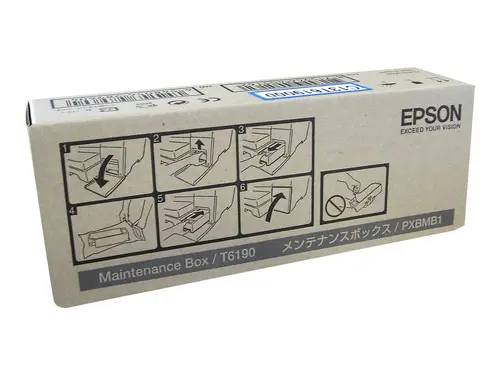 C13T619000
EPSON
EXCEED YOUR VISION
1
2
3
4
5
6
Maintenance Box / T6190 メンテナンスボックス / PXBMB1